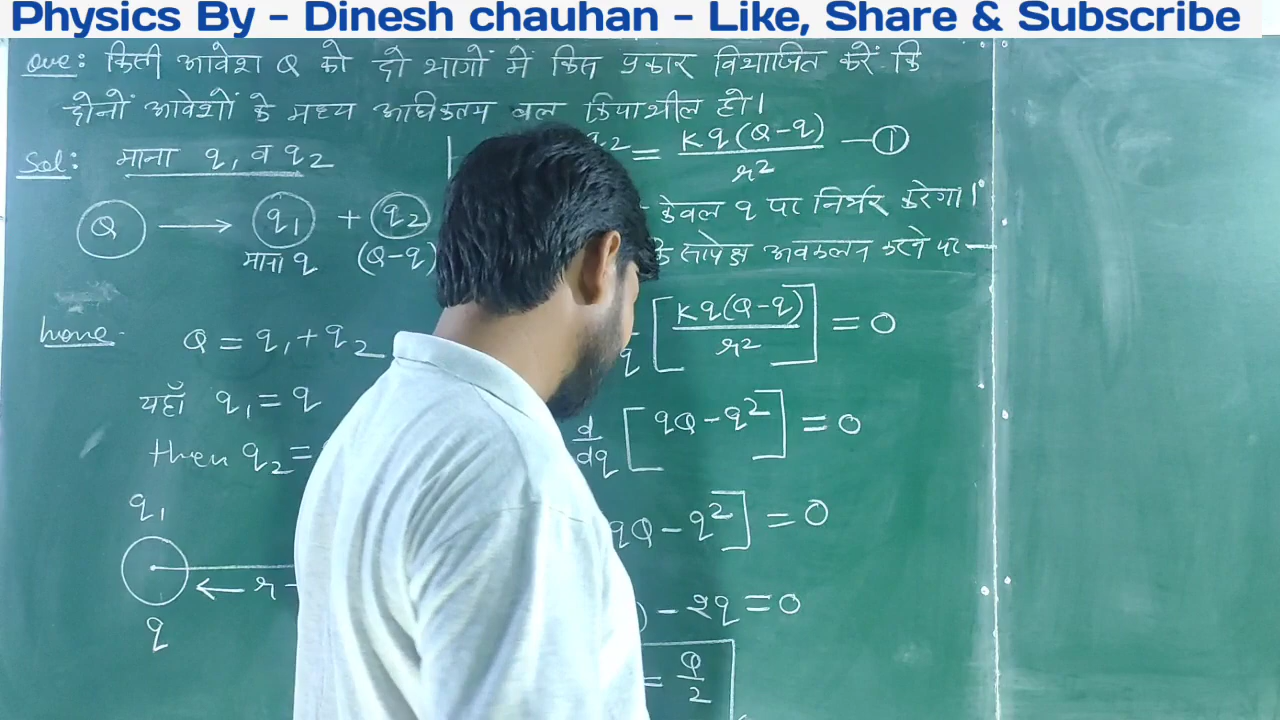 Physics By - Dinesh chauhan - Like, Share & Subscribe
Que: किसी आवेश Q को दो भागों में किस प्रकार विभाजित करें कि
दोनों आवेशों के मध्य अधिकतम बल क्रियाशील हो।
Sol: माना q₁ व q₂
Q → q₁ + q₂
माना q (Q-q)
Q = q₁ + q₂
यहाँ q₁ = q
then q₂ =
q₁
← r -
q
= Kq(Q-q)/r² — ①
केवल q पर निर्भर करेगा।
के सापेक्ष अवकलन करने पर —
[Kq(Q-q)/r²] = 0
d/dq [qQ - q²] = 0
qQ - q²] = 0
- 2q = 0
= Q/2